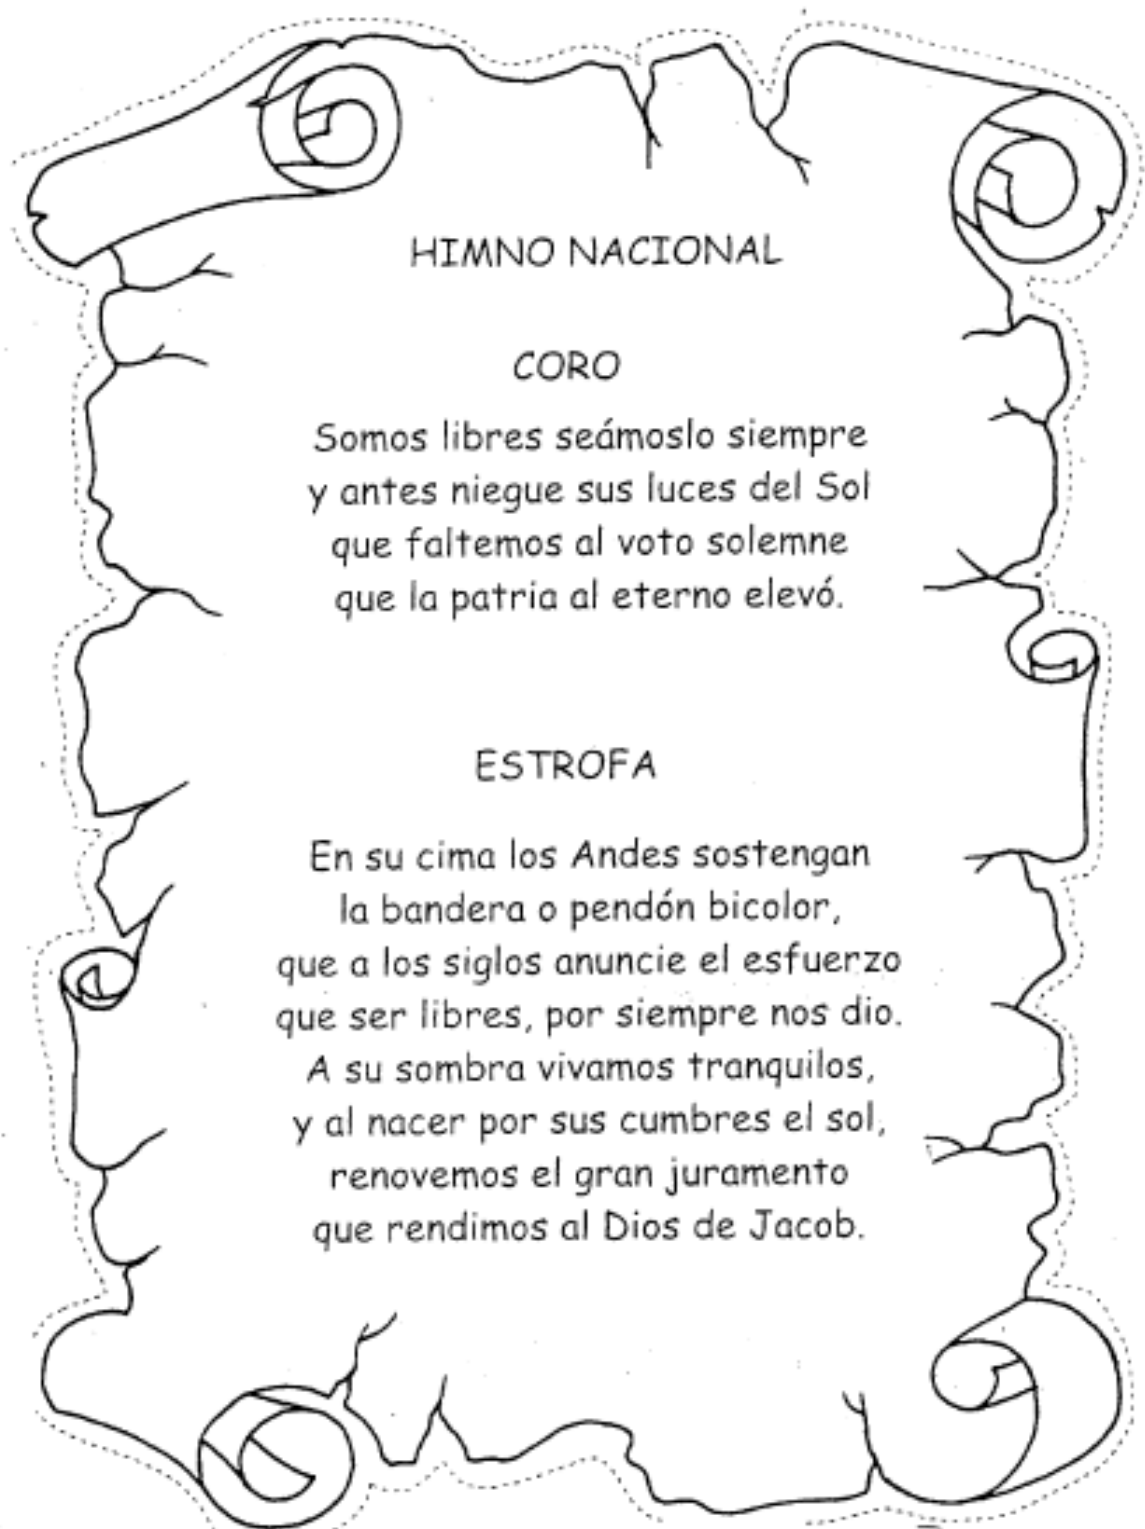 HIMNO NACIONAL
CORO
Somos libres seámoslo siempre
y antes niegue sus luces del Sol
que faltemos al voto solemne
que la patria al eterno elevó.
ESTROFA
En su cima los Andes sostengan
la bandera o pendón bicolor,
que a los siglos anuncie el esfuerzo
que ser libres, por siempre nos dio.
A su sombra vivamos tranquilos,
y al nacer por sus cumbres el sol,
renovemos el gran juramento
que rendimos al Dios de Jacob.